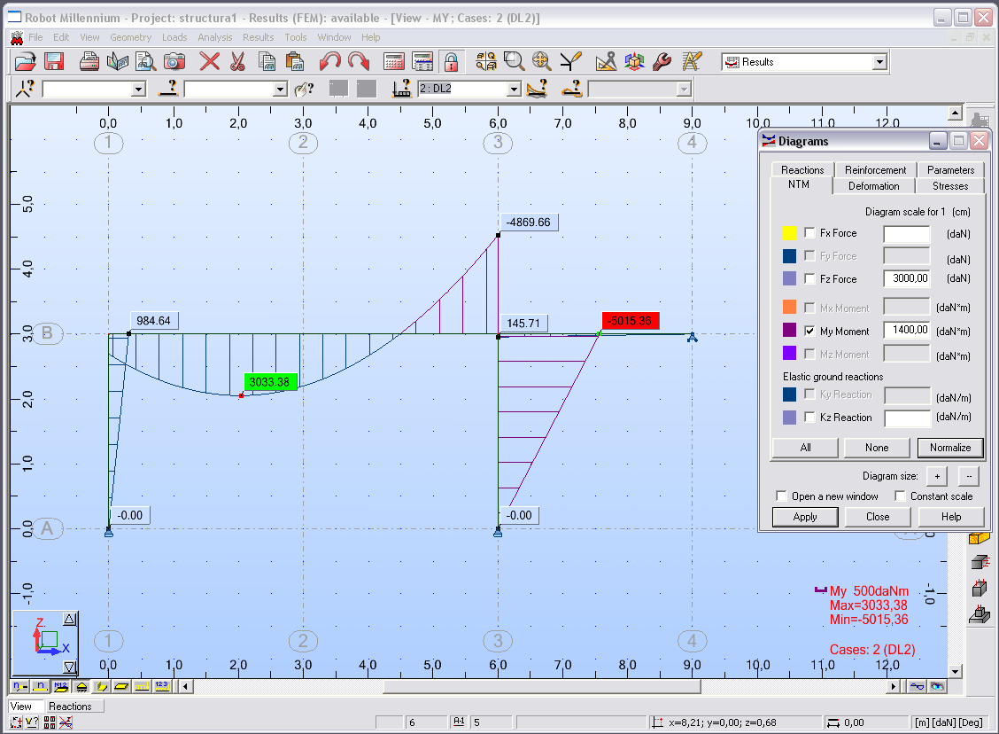 Robot Millennium - Project: structura1 - Results (FEM): available - [View - MY; Cases: 2 (DL2)]
File Edit View Geometry Loads Analysis Results Tools Window Help
Results
2 : DL2
0,0 1,0 2,0 3,0 4,0 5,0 6,0 7,0 8,0 9,0 10,0 11,0 12,0
1 2 3 4
5,0
4,0
B 3,0
2,0
1,0
A 0,0
-1,0
-4869.66
984.64
145.71
-5015.36
3033.38
-0.00
-0.00
Diagrams
Reactions Reinforcement Parameters
NTM Deformation Stresses
Diagram scale for 1 (cm)
Fx Force (daN)
Fy Force (daN)
Fz Force 3000,00 (daN)
Mx Moment (daN*m)
My Moment 1400,00 (daN*m)
Mz Moment (daN*m)
Elastic ground reactions
Ky Reaction (daN/m)
Kz Reaction (daN/m)
All None Normalize
Diagram size: + --
Open a new window Constant scale
Apply Close Help
My 500daNm
Max=3033,38
Min=-5015,36
-1,0
Cases: 2 (DL2)
Z
X
1 2 3 4
0,0 1,0 2,0 3,0 4,0 5,0 6,0 7,0 8,0 9,0 10,0 11,0 12,0
View Reactions
6 5 x=8,21; y=0,00; z=0,68 0,00 [m] [daN] [Deg]